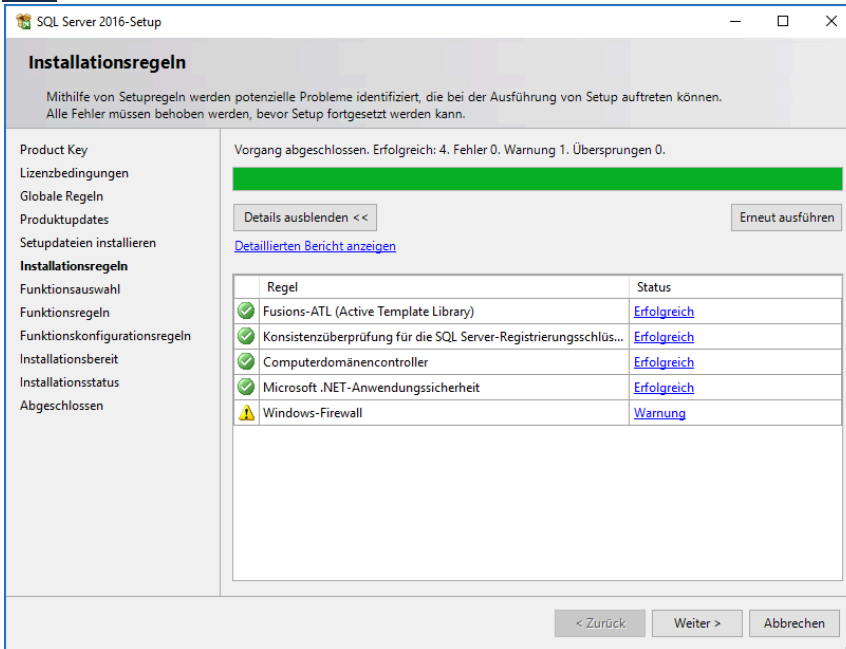 SQL Server 2016-Setup
Installationsregeln
Mithilfe von Setupregeln werden potenzielle Probleme identifiziert, die bei der Ausführung von Setup auftreten können.
Alle Fehler müssen behoben werden, bevor Setup fortgesetzt werden kann.
Product Key
Lizenzbedingungen
Globale Regeln
Produktupdates
Setupdateien installieren
Installationsregeln
Funktionsauswahl
Funktionsregeln
Funktionskonfigurationsregeln
Installationsbereit
Installationsstatus
Abgeschlossen
Vorgang abgeschlossen. Erfolgreich: 4. Fehler 0. Warnung 1. Übersprungen 0.
Details ausblenden << Erneut ausführen
Detaillierten Bericht anzeigen
Regel Status
Fusions-ATL (Active Template Library) Erfolgreich
Konsistenzüberprüfung für die SQL Server-Registrierungsschlüs... Erfolgreich
Computerdomänencontroller Erfolgreich
Microsoft .NET-Anwendungssicherheit Erfolgreich
Windows-Firewall Warnung
< Zurück Weiter > Abbrechen